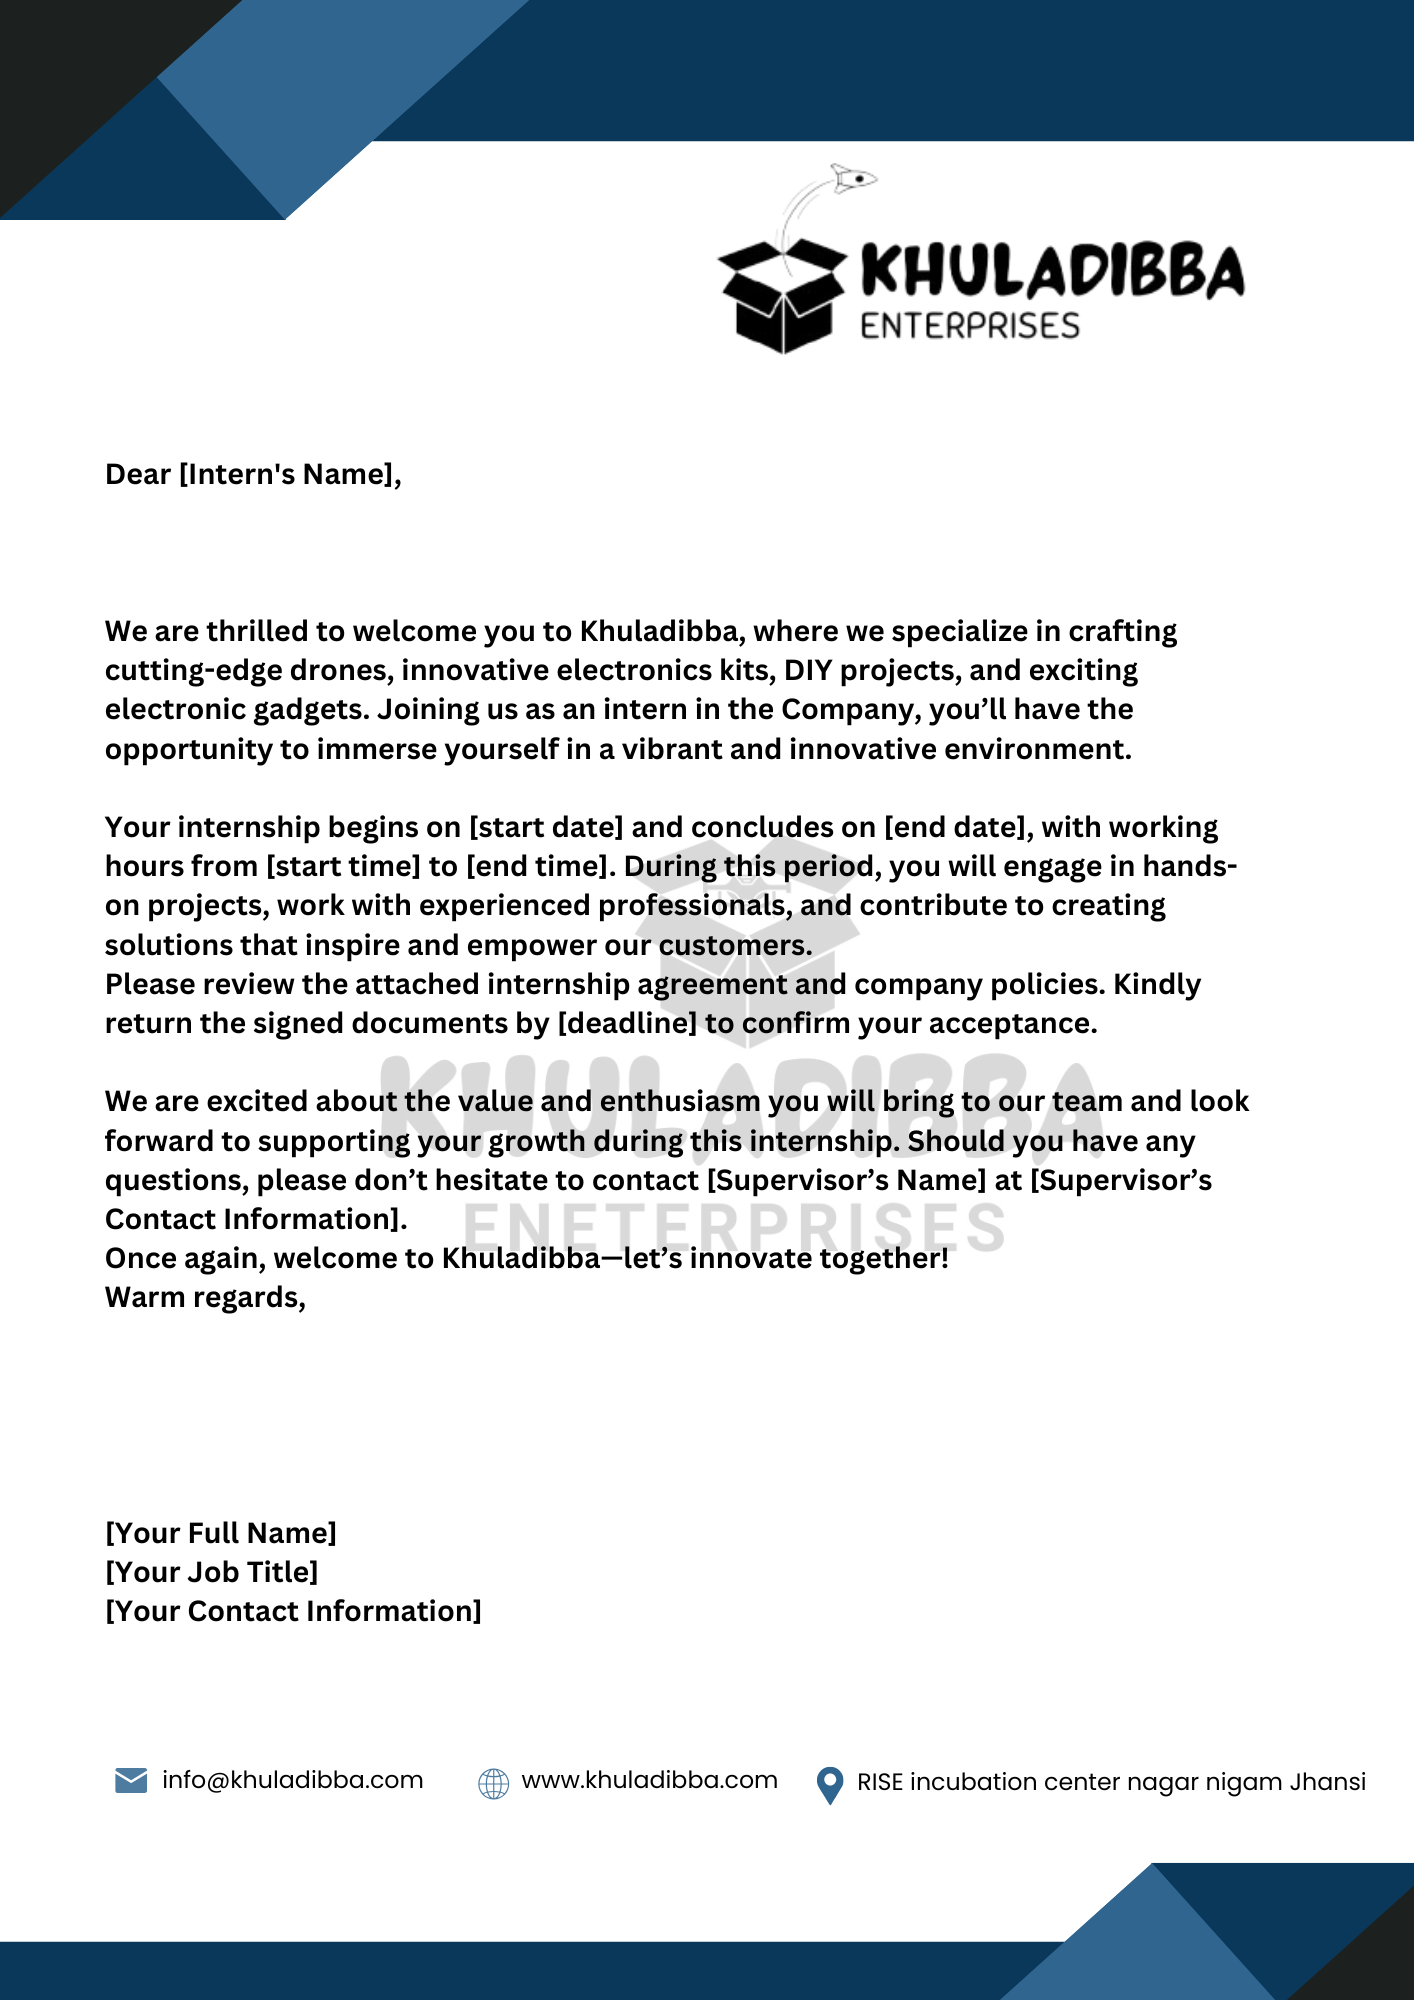 KHULADIBBA
ENTERPRISES
Dear [Intern's Name],
We are thrilled to welcome you to Khuladibba, where we specialize in crafting
cutting-edge drones, innovative electronics kits, DIY projects, and exciting
electronic gadgets. Joining us as an intern in the Company, you’ll have the
opportunity to immerse yourself in a vibrant and innovative environment.
Your internship begins on [start date] and concludes on [end date], with working
hours from [start time] to [end time]. During this period, you will engage in hands-
on projects, work with experienced professionals, and contribute to creating
solutions that inspire and empower our customers.
Please review the attached internship agreement and company policies. Kindly
return the signed documents by [deadline] to confirm your acceptance.
We are excited about the value and enthusiasm you will bring to our team and look
forward to supporting your growth during this internship. Should you have any
questions, please don’t hesitate to contact [Supervisor’s Name] at [Supervisor’s
Contact Information].
Once again, welcome to Khuladibba—let’s innovate together!
Warm regards,
KHULADIBBA
ENETERPRISES
[Your Full Name]
[Your Job Title]
[Your Contact Information]
info@khuladibba.com
www.khuladibba.com
RISE incubation center nagar nigam Jhansi